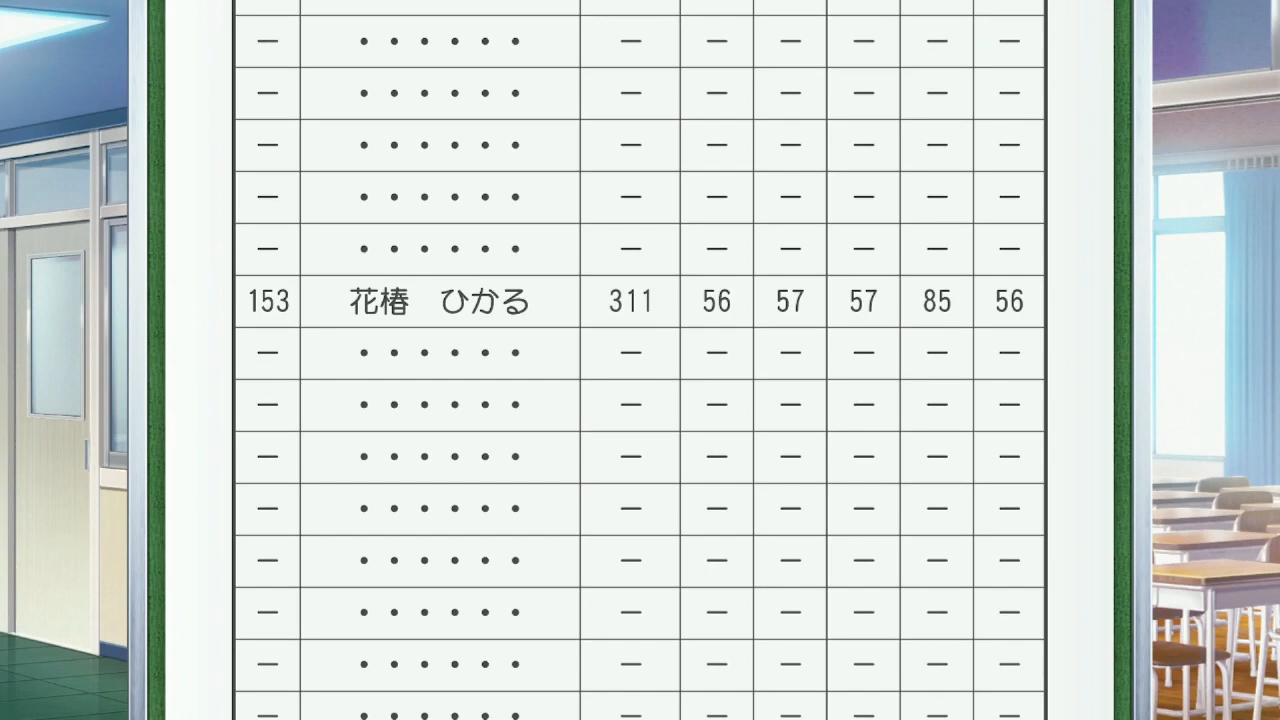 — ・・・・・・ — — — — — —
— ・・・・・・ — — — — — —
— ・・・・・・ — — — — — —
— ・・・・・・ — — — — — —
— ・・・・・・ — — — — — —
153 花椿　ひかる 311 56 57 57 85 56
— ・・・・・・ — — — — — —
— ・・・・・・ — — — — — —
— ・・・・・・ — — — — — —
— ・・・・・・ — — — — — —
— ・・・・・・ — — — — — —
— ・・・・・・ — — — — — —
— ・・・・・・ — — — — — —
— ・・・・・・ — — — — — —